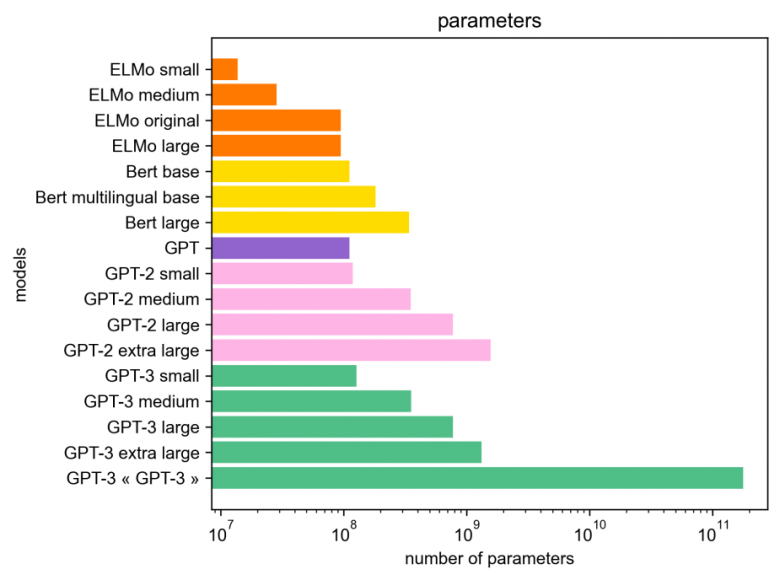 parameters
ELMo small
ELMo medium
ELMo original
ELMo large
Bert base
Bert multilingual base
Bert large
GPT
GPT-2 small
GPT-2 medium
GPT-2 large
GPT-2 extra large
GPT-3 small
GPT-3 medium
GPT-3 large
GPT-3 extra large
GPT-3 « GPT-3 »
models
10⁷ 10⁸ 10⁹ 10¹⁰ 10¹¹
number of parameters